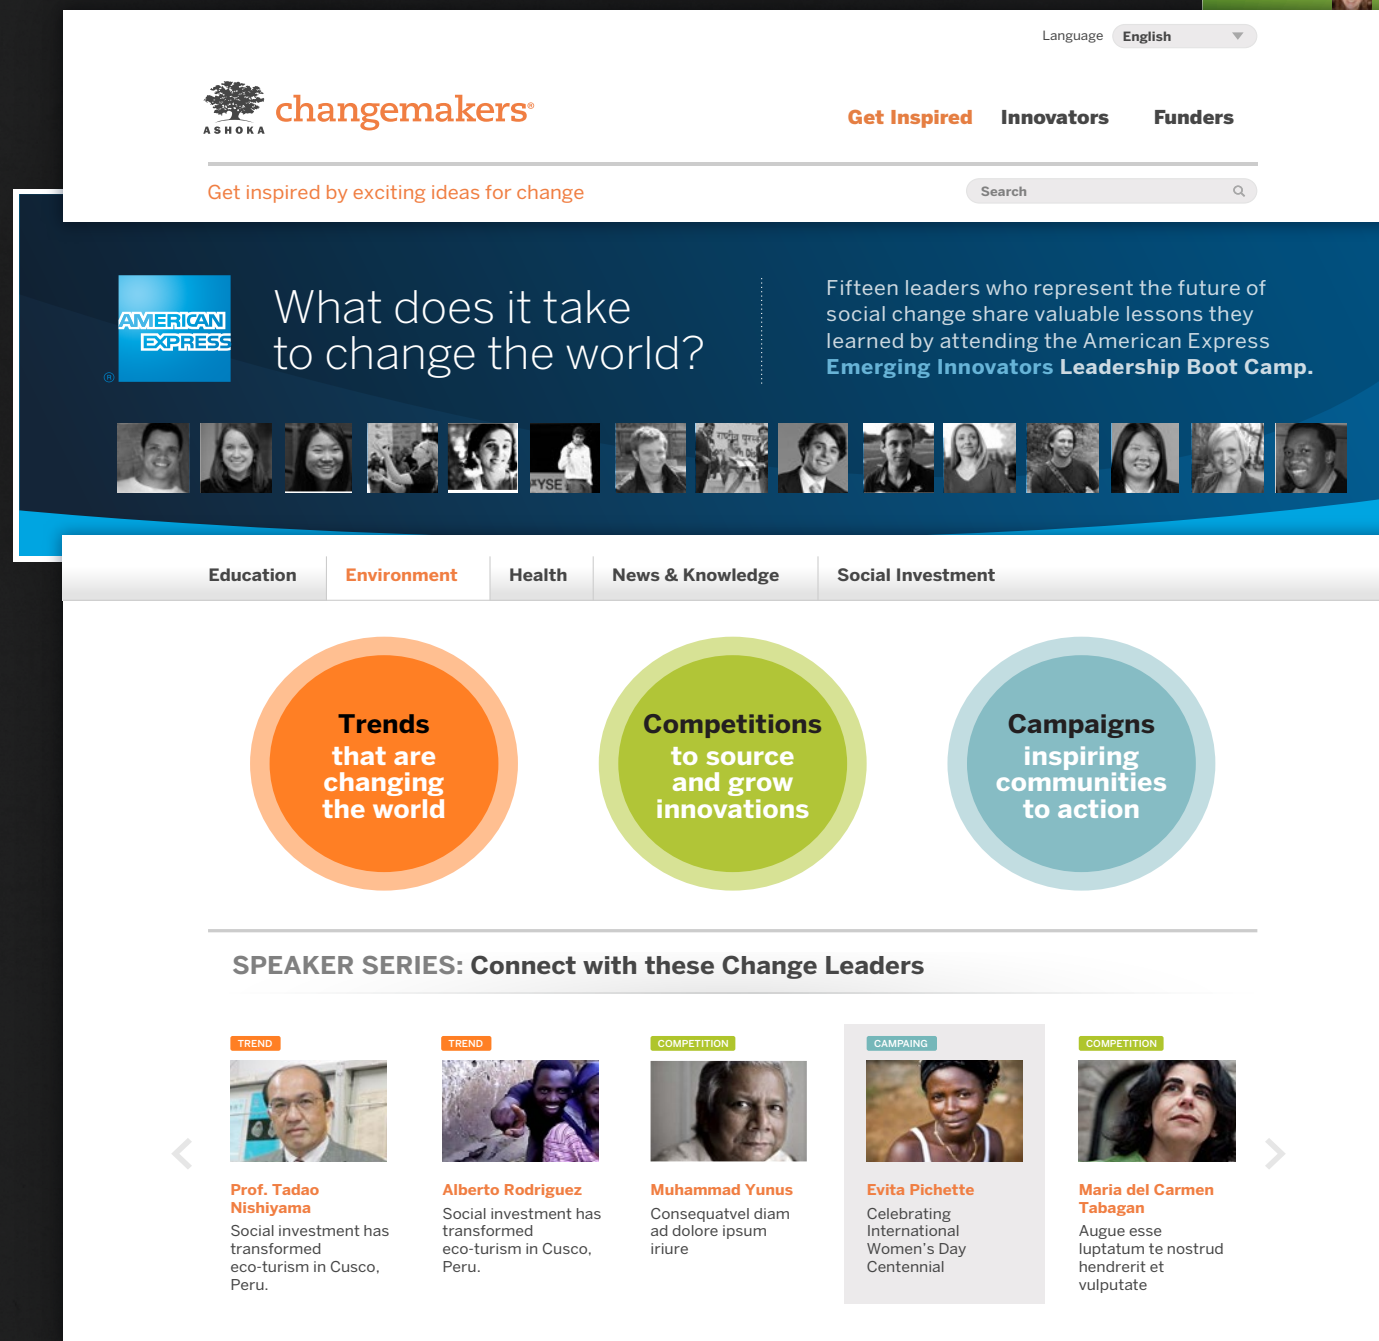 Language English
ASHOKA
changemakers®
Get Inspired Innovators Funders
Get inspired by exciting ideas for change
Search
AMERICAN
EXPRESS
®
What does it take
to change the world?
Fifteen leaders who represent the future of
social change share valuable lessons they
learned by attending the American Express
Emerging Innovators Leadership Boot Camp.
YSE
Education Environment Health News & Knowledge Social Investment
Trends
that are
changing
the world
Competitions
to source
and grow
innovations
Campaigns
inspiring
communities
to action
SPEAKER SERIES: Connect with these Change Leaders
TREND
Prof. Tadao
Nishiyama
Social investment has
transformed
eco-turism in Cusco,
Peru.
TREND
Alberto Rodriguez
Social investment has
transformed
eco-turism in Cusco,
Peru.
COMPETITION
Muhammad Yunus
Consequatvel diam
ad dolore ipsum
iriure
CAMPAING
Evita Pichette
Celebrating
International
Women's Day
Centennial
COMPETITION
Maria del Carmen
Tabagan
Augue esse
luptatum te nostrud
hendrerit et
vulputate